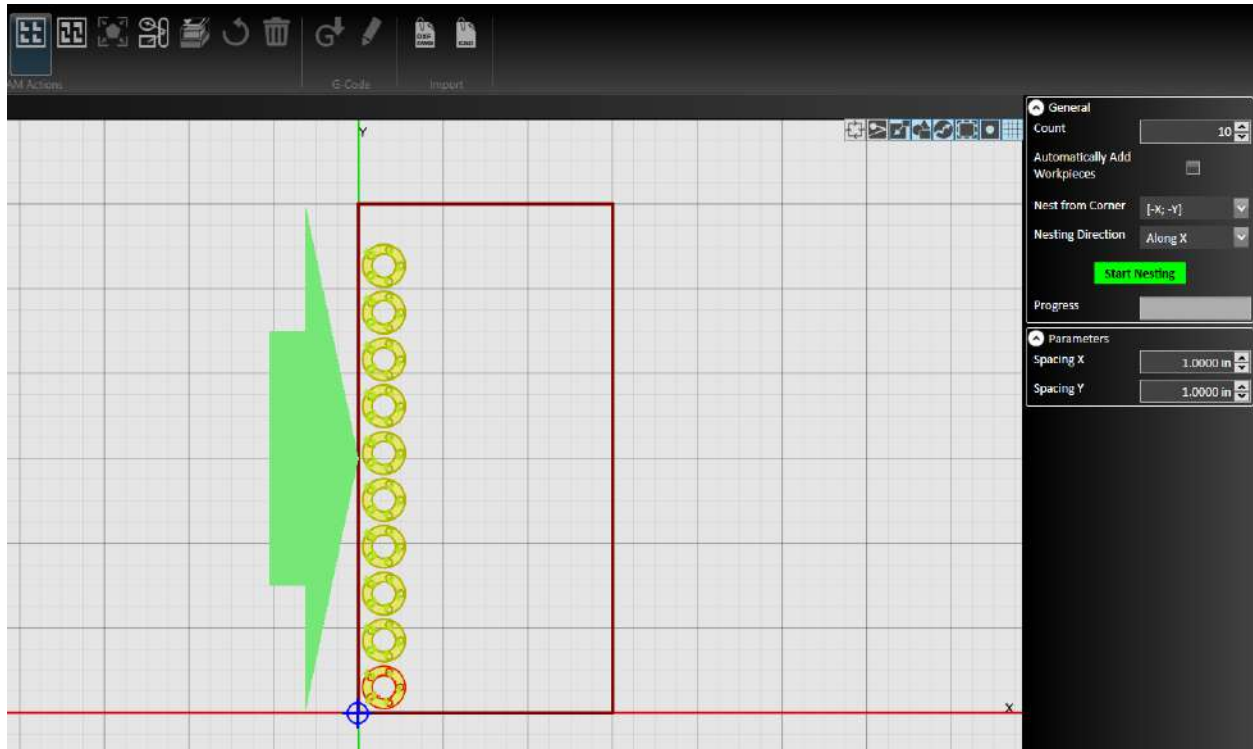 AM Actions
G-Code
Import
DXF
Y
X
General
Count
10
Automatically Add
Workpieces
Nest from Corner
[-X; -Y]
Nesting Direction
Along X
Start Nesting
Progress
Parameters
Spacing X
1.0000 in
Spacing Y
1.0000 in